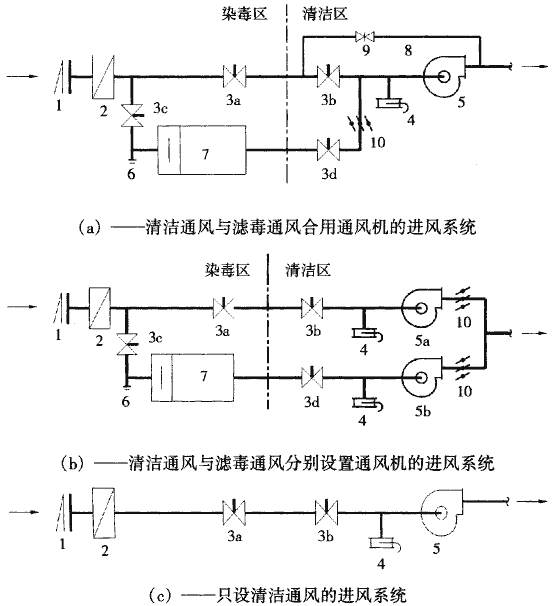 染毒区 清洁区
9 8
1 2 3a 3b 4 5
3c
10
6 7 3d
(a)——清洁通风与滤毒通风合用通风机的进风系统
染毒区 清洁区
1 2 3a 3b 4 5a 10
3c
6 7 3d 4 5b 10
(b)——清洁通风与滤毒通风分别设置通风机的进风系统
1 2 3a 3b 4 5
(c)——只设清洁通风的进风系统